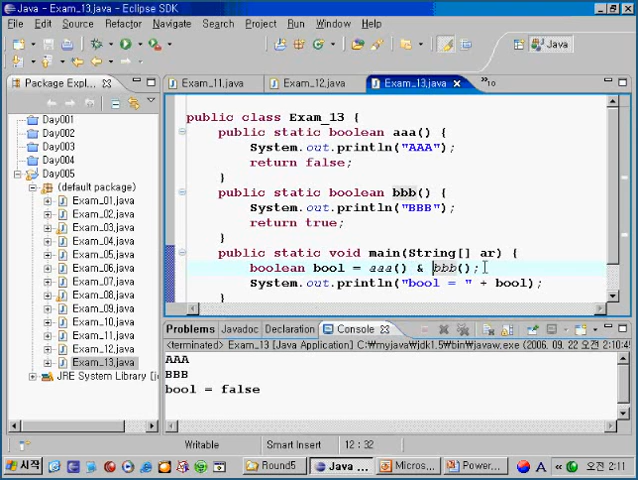 Java - Exam_13.java - Eclipse SDK
File Edit Source Refactor Navigate Search Project Run Window Help
Java
Package Expl...
Exam_11.java Exam_12.java Exam_13.java »10
Day001
Day002
Day003
Day004
Day005
(default package)
Exam_01.java
Exam_02.java
Exam_03.java
Exam_04.java
Exam_05.java
Exam_06.java
Exam_07.java
Exam_08.java
Exam_09.java
Exam_10.java
Exam_11.java
Exam_12.java
Exam_13.java
JRE System Library [j
public class Exam_13 {
public static boolean aaa() {
System.out.println("AAA");
return false;
}
public static boolean bbb() {
System.out.println("BBB");
return true;
}
public static void main(String[] ar) {
boolean bool = aaa() & bbb();
System.out.println("bool = " + bool);
}
Problems Javadoc Declaration Console
<terminated> Exam_13 [Java Application] C:₩myjava₩jdk1.5₩bin₩javaw.exe (2006. 09. 22 오전 2:10:45
AAA
BBB
bool = false
Writable Smart Insert 12 : 32
시작 Round5 Java ... Micros... Power... A 오전 2:11